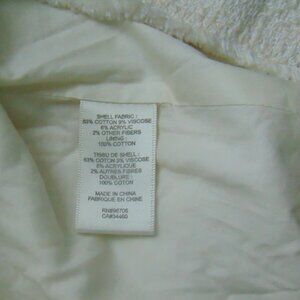 SHELL FABRIC:
83% COTTON 9% VISCOSE
6% ACRYLIC
2% OTHER FIBERS
LINING:
100% COTTON
TISSU DE SHELL:
83% COTON 9% VISCOSE
6% ACRYLIQUE
2% AUTRES FIBRES
DOUBLURE:
100% COTON
MADE IN CHINA
FABRIQUE EN CHINE
CA#34460